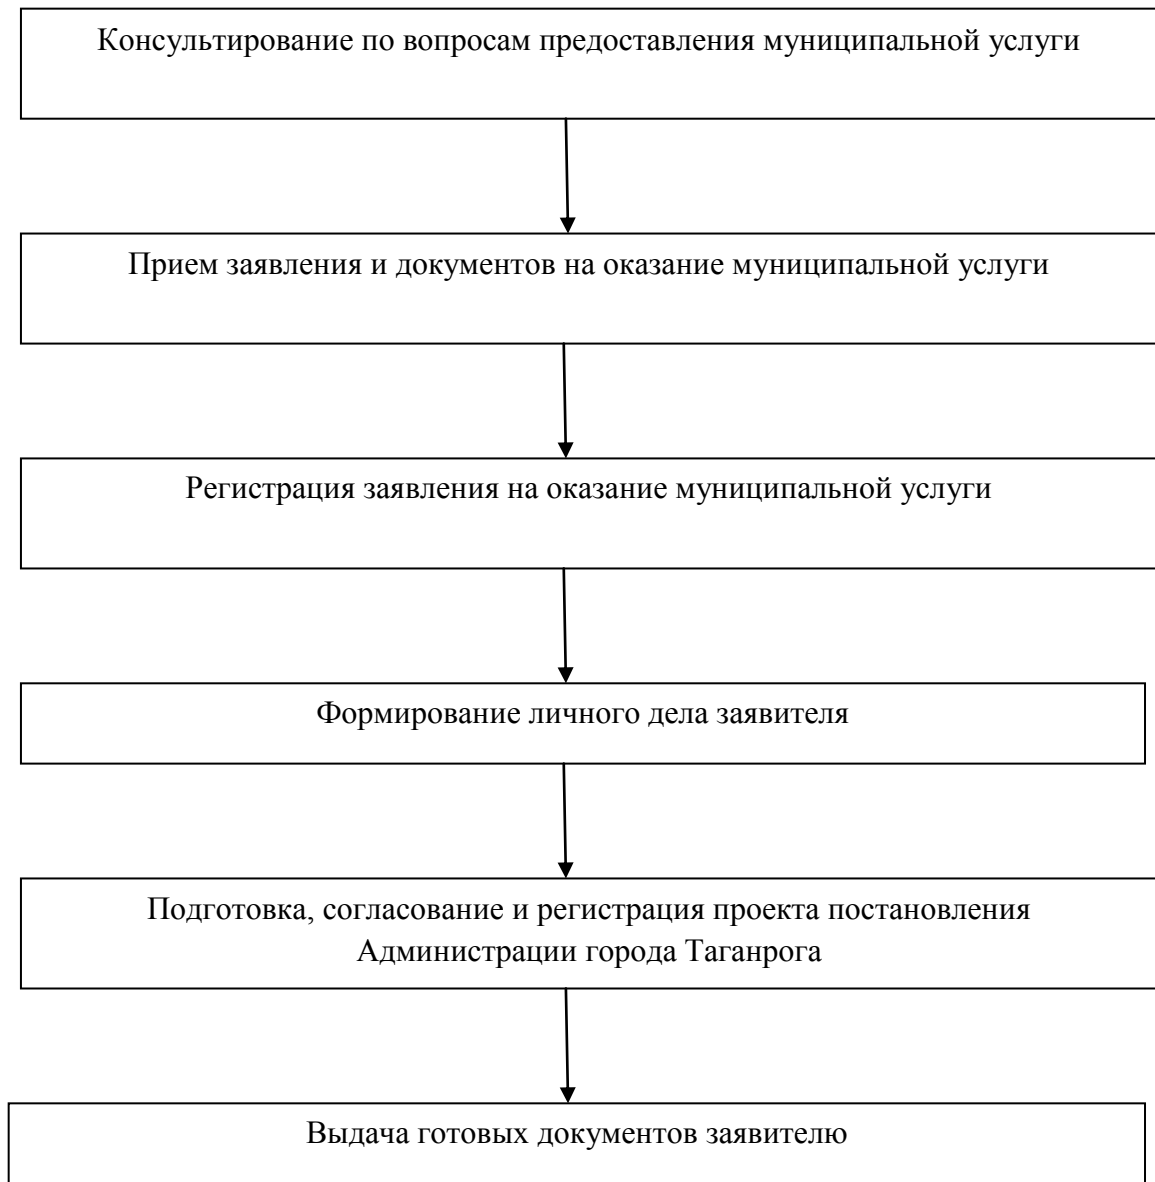 Консультирование по вопросам предоставления муниципальной услуги
Прием заявления и документов на оказание муниципальной услуги
Регистрация заявления на оказание муниципальной услуги
Формирование личного дела заявителя
Подготовка, согласование и регистрация проекта постановления
Администрации города Таганрога
Выдача готовых документов заявителю